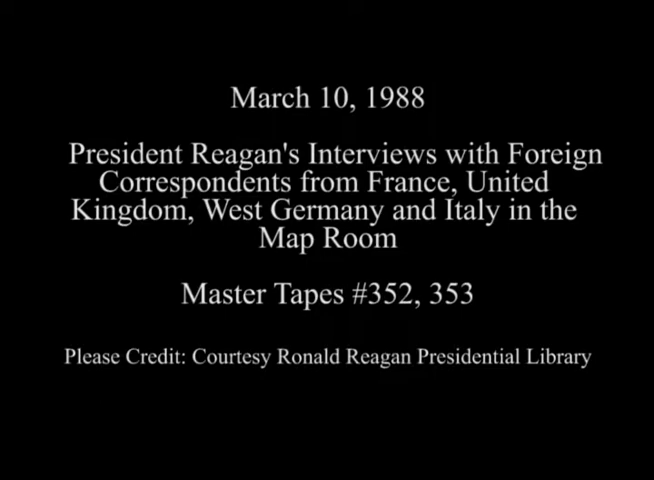 March 10, 1988
President Reagan's Interviews with Foreign
Correspondents from France, United
Kingdom, West Germany and Italy in the
Map Room
Master Tapes #352, 353
Please Credit: Courtesy Ronald Reagan Presidential Library